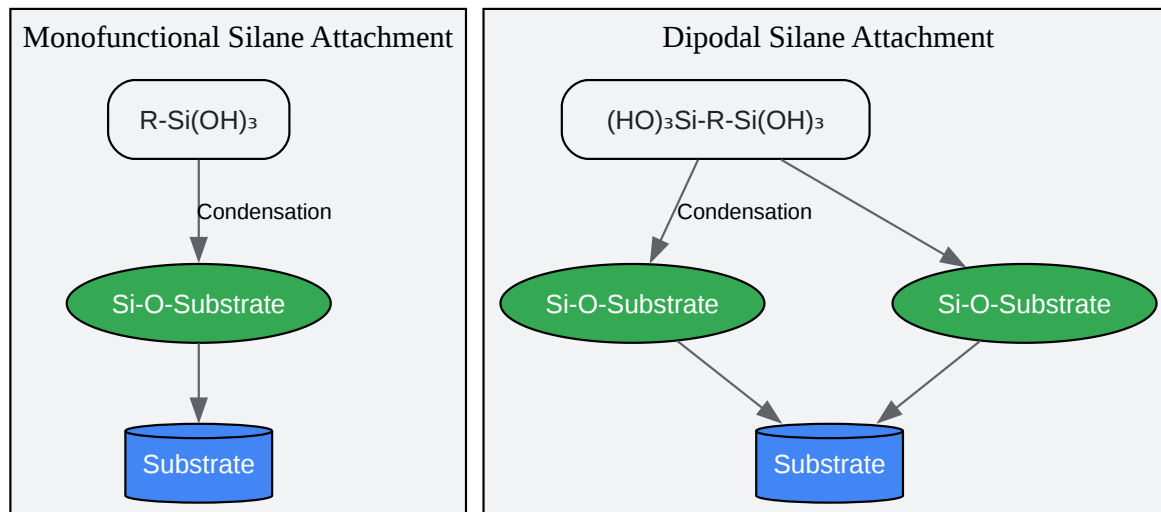 Monofunctional Silane Attachment
R-Si(OH)₃
Condensation
Si-O-Substrate
Substrate
Dipodal Silane Attachment
(HO)₃Si-R-Si(OH)₃
Condensation
Si-O-Substrate
Si-O-Substrate
Substrate